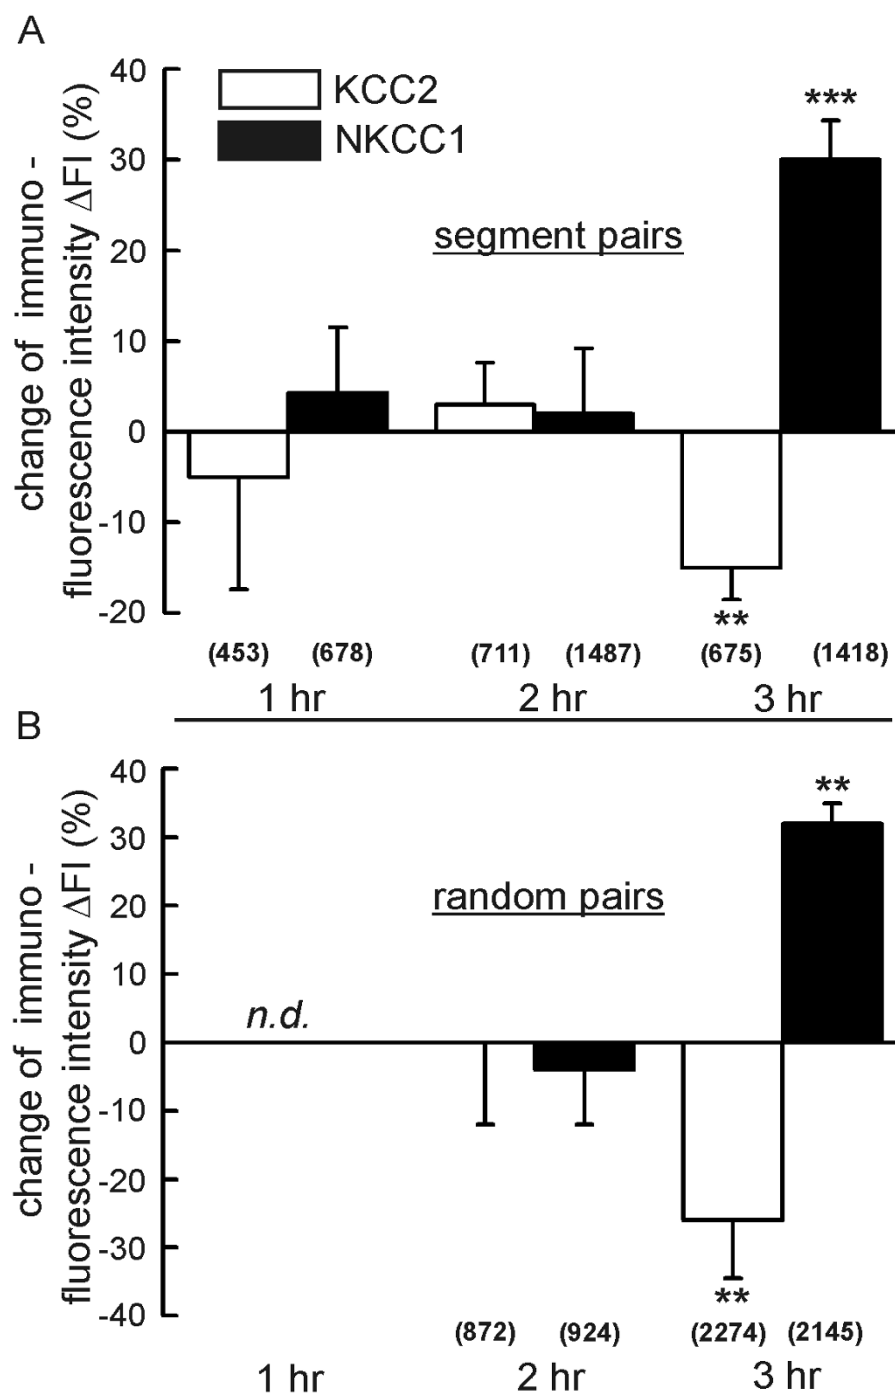 A
change of immuno -
fluorescence intensity ΔFI (%)
40
30
20
10
0
-10
-20
KCC2
NKCC1
***
segment pairs
**
(453) (678) (711) (1487) (675) (1418)
1 hr 2 hr 3 hr
B
change of immuno -
fluorescence intensity ΔFI (%)
40
30
20
10
0
-10
-20
-30
-40
**
random pairs
n.d.
**
(872) (924) (2274) (2145)
1 hr 2 hr 3 hr